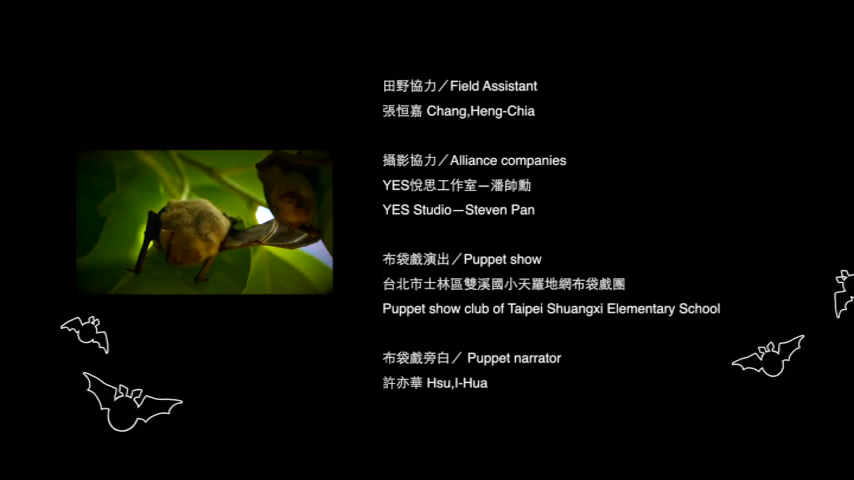 田野協力／Field Assistant
張恒嘉 Chang,Heng-Chia
攝影協力／Alliance companies
YES悅思工作室—潘帥勳
YES Studio—Steven Pan
布袋戲演出／Puppet show
台北市士林區雙溪國小天羅地網布袋戲團
Puppet show club of Taipei Shuangxi Elementary School
布袋戲旁白／ Puppet narrator
許亦華 Hsu,I-Hua